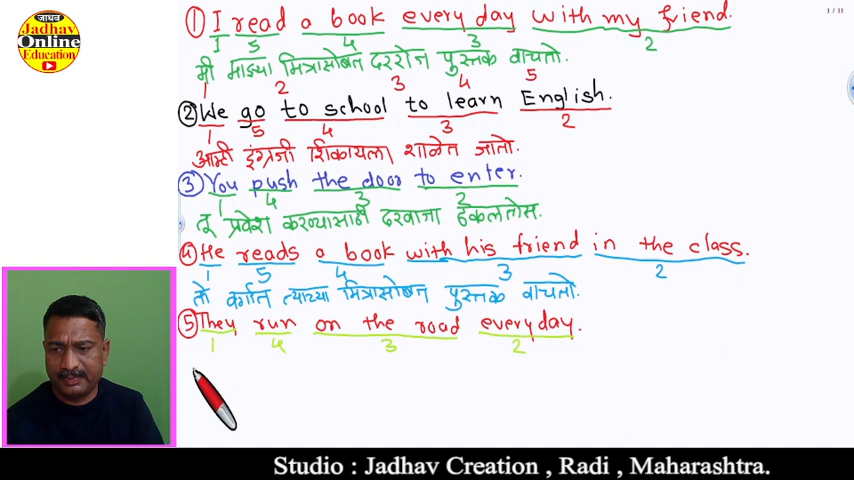 जाधव
Jadhav
Online
Education
1 / 11
① I read a book every day with my friend.
1 5 4 3 2
मी माझ्या मित्रासोबत दररोज पुस्तक वाचतो.
1 2 3 4 5
② We go to school to learn English.
1 5 4 3 2
आम्ही इंग्रजी शिकायला शाळेत जातो.
③ You push the door to enter.
1 4 3 2
तू प्रवेश करण्यासाठी दरवाजा ढकलतोस.
④ He reads a book with his friend in the class.
1 5 4 3 2
तो वर्गात त्याच्या मित्रासोबत पुस्तक वाचतो.
⑤ They run on the road everyday.
1 4 3 2
Studio : Jadhav Creation , Radi , Maharashtra.